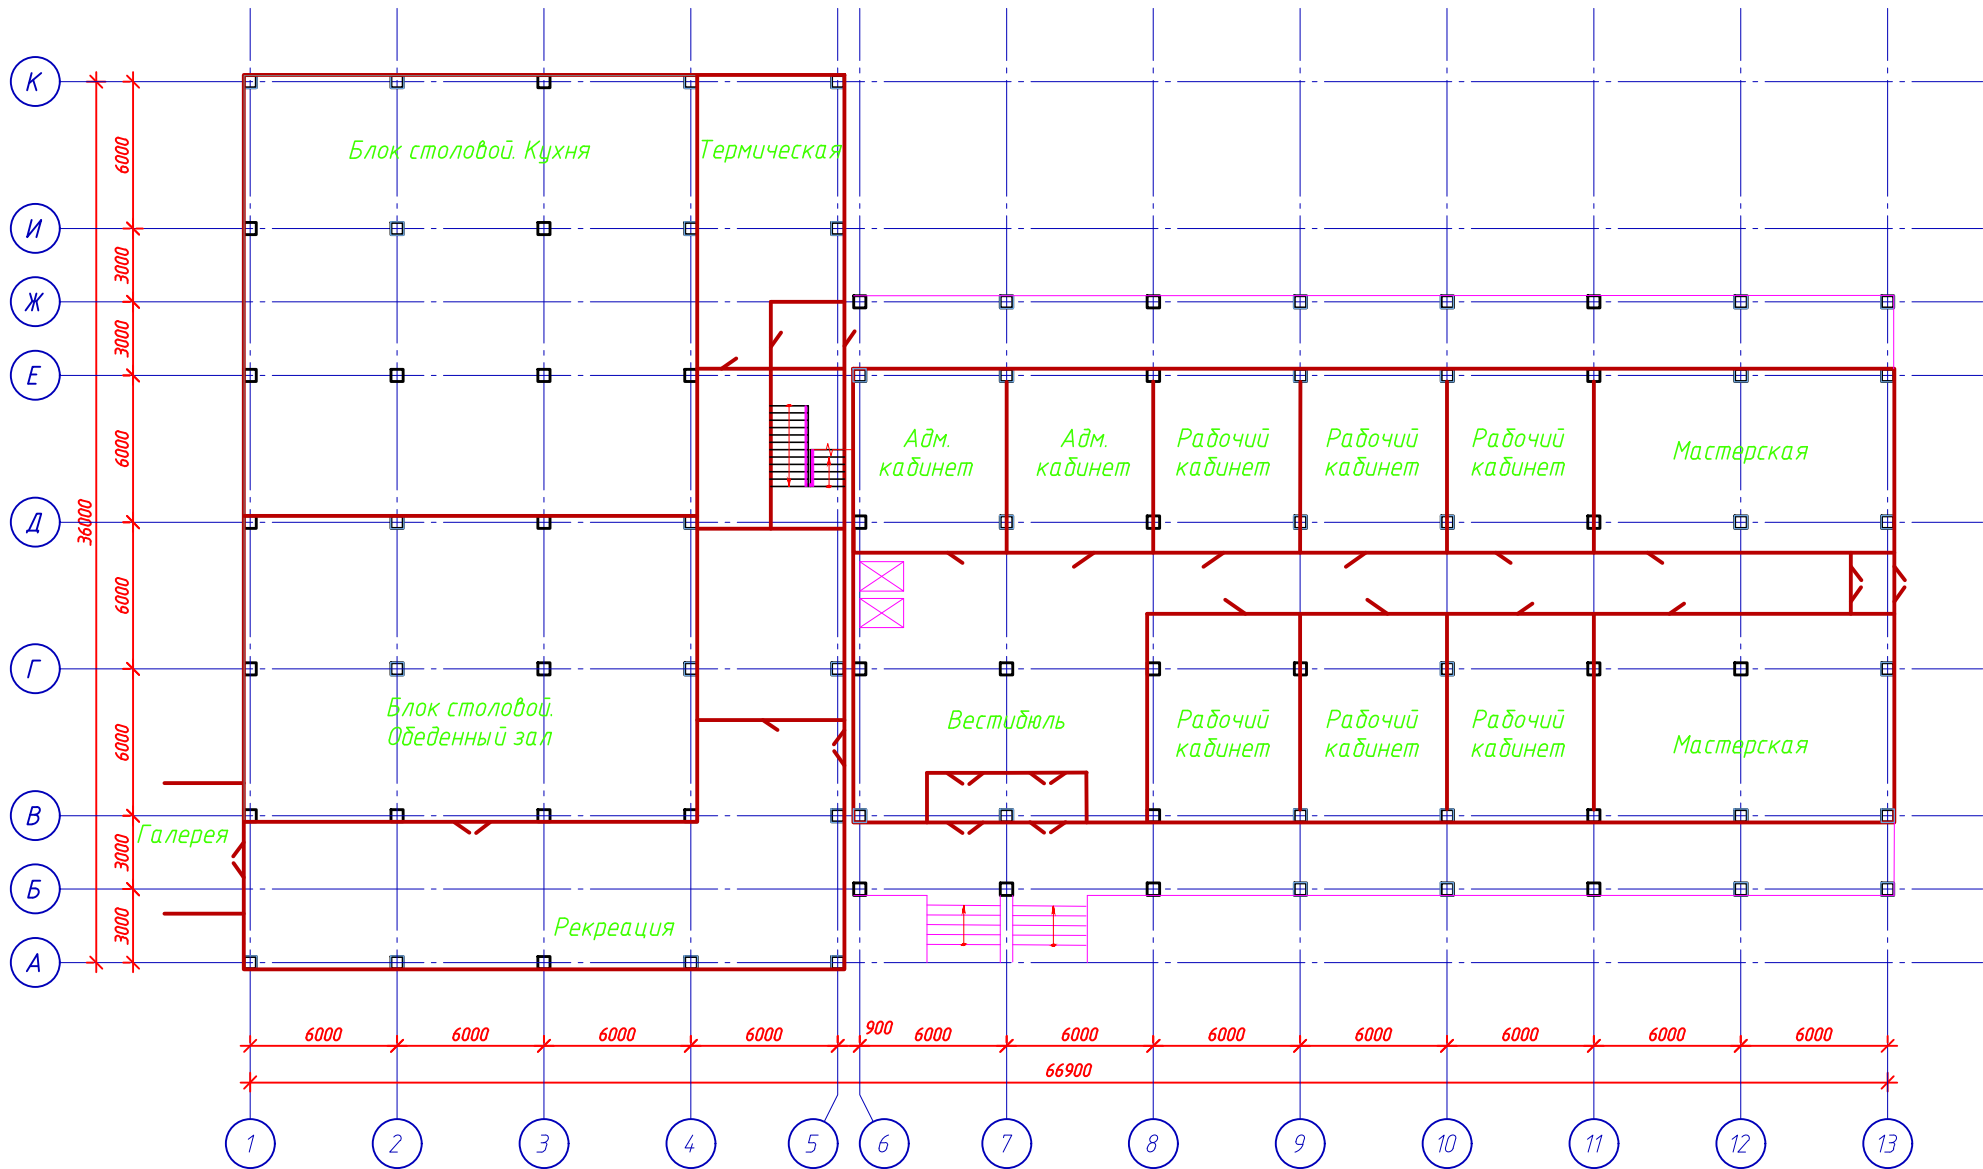 К
6000
Блок столовой. Кухня
Термическая
И
3000
Ж
3000
Е
6000
Адм.
кабинет
Адм.
кабинет
Рабочий
кабинет
Рабочий
кабинет
Рабочий
кабинет
Мастерская
36000
Д
6000
Г
6000
Блок столовой.
Обеденный зал
Вестибюль
Рабочий
кабинет
Рабочий
кабинет
Рабочий
кабинет
Мастерская
В
Галерея
3000
Б
3000
Рекреация
А
6000
6000
6000
6000
900
6000
6000
6000
6000
6000
6000
6000
66900
1
2
3
4
5
6
7
8
9
10
11
12
13